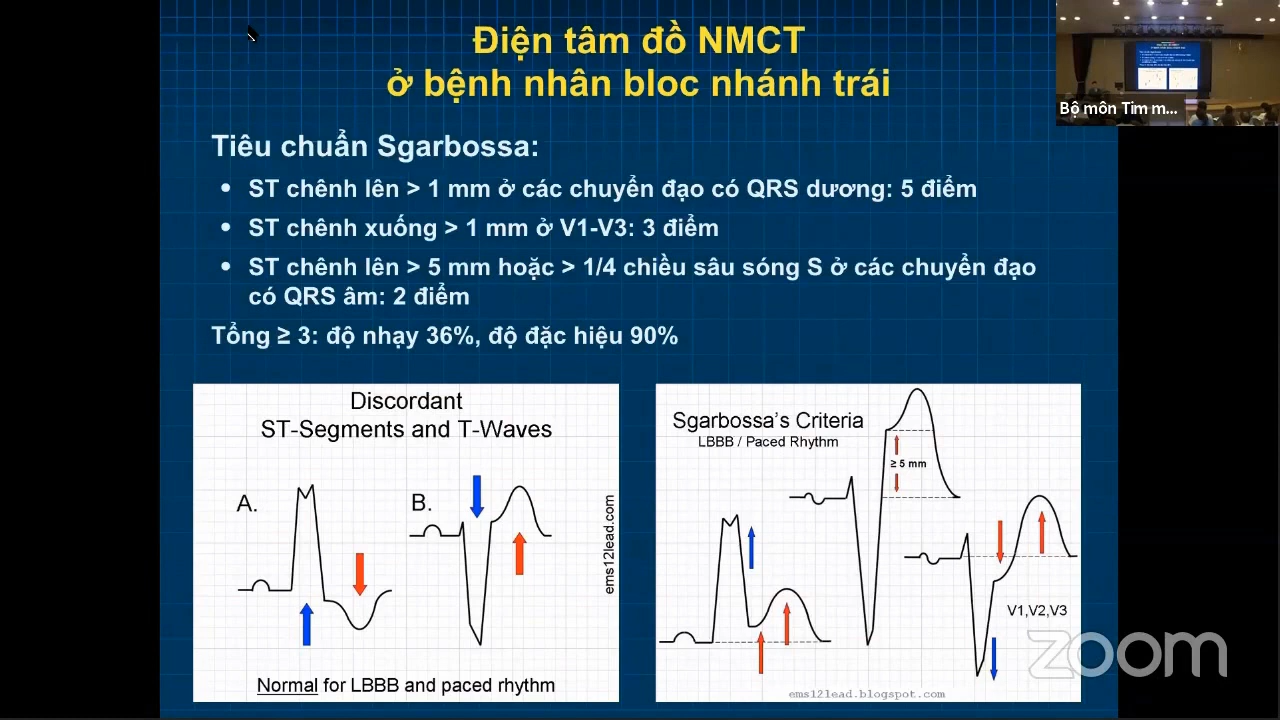 Điện tâm đồ NMCT
ở bệnh nhân bloc nhánh trái
Bộ môn Tim m...
Tiêu chuẩn Sgarbossa:
• ST chênh lên > 1 mm ở các chuyển đạo có QRS dương: 5 điểm
• ST chênh xuống > 1 mm ở V1-V3: 3 điểm
• ST chênh lên > 5 mm hoặc > 1/4 chiều sâu sóng S ở các chuyển đạo
có QRS âm: 2 điểm
Tổng ≥ 3: độ nhạy 36%, độ đặc hiệu 90%
Discordant
ST-Segments and T-Waves
A.
B.
ems12lead.com
Normal for LBBB and paced rhythm
Sgarbossa's Criteria
LBBB / Paced Rhythm
≥ 5 mm
V1,V2,V3
ems12lead.blogspot.com
zoom